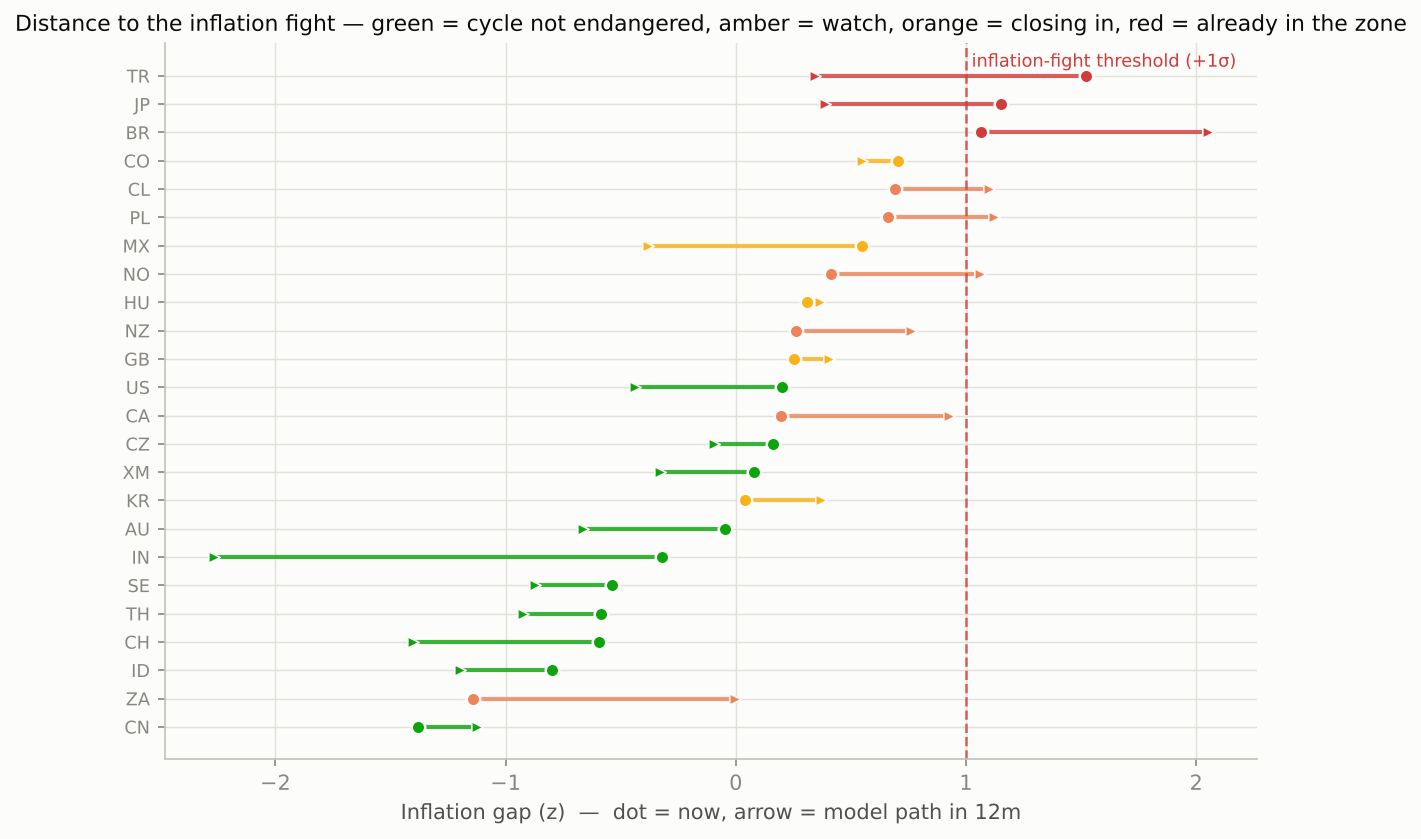 Distance to the inflation fight — green = cycle not endangered, amber = watch, orange = closing in, red = already in the zone
inflation-fight threshold (+1σ)
TR
JP
BR
CO
CL
PL
MX
NO
HU
NZ
GB
US
CA
CZ
XM
KR
AU
IN
SE
TH
CH
ID
ZA
CN
−2 −1 0 1 2
Inflation gap (z) — dot = now, arrow = model path in 12m